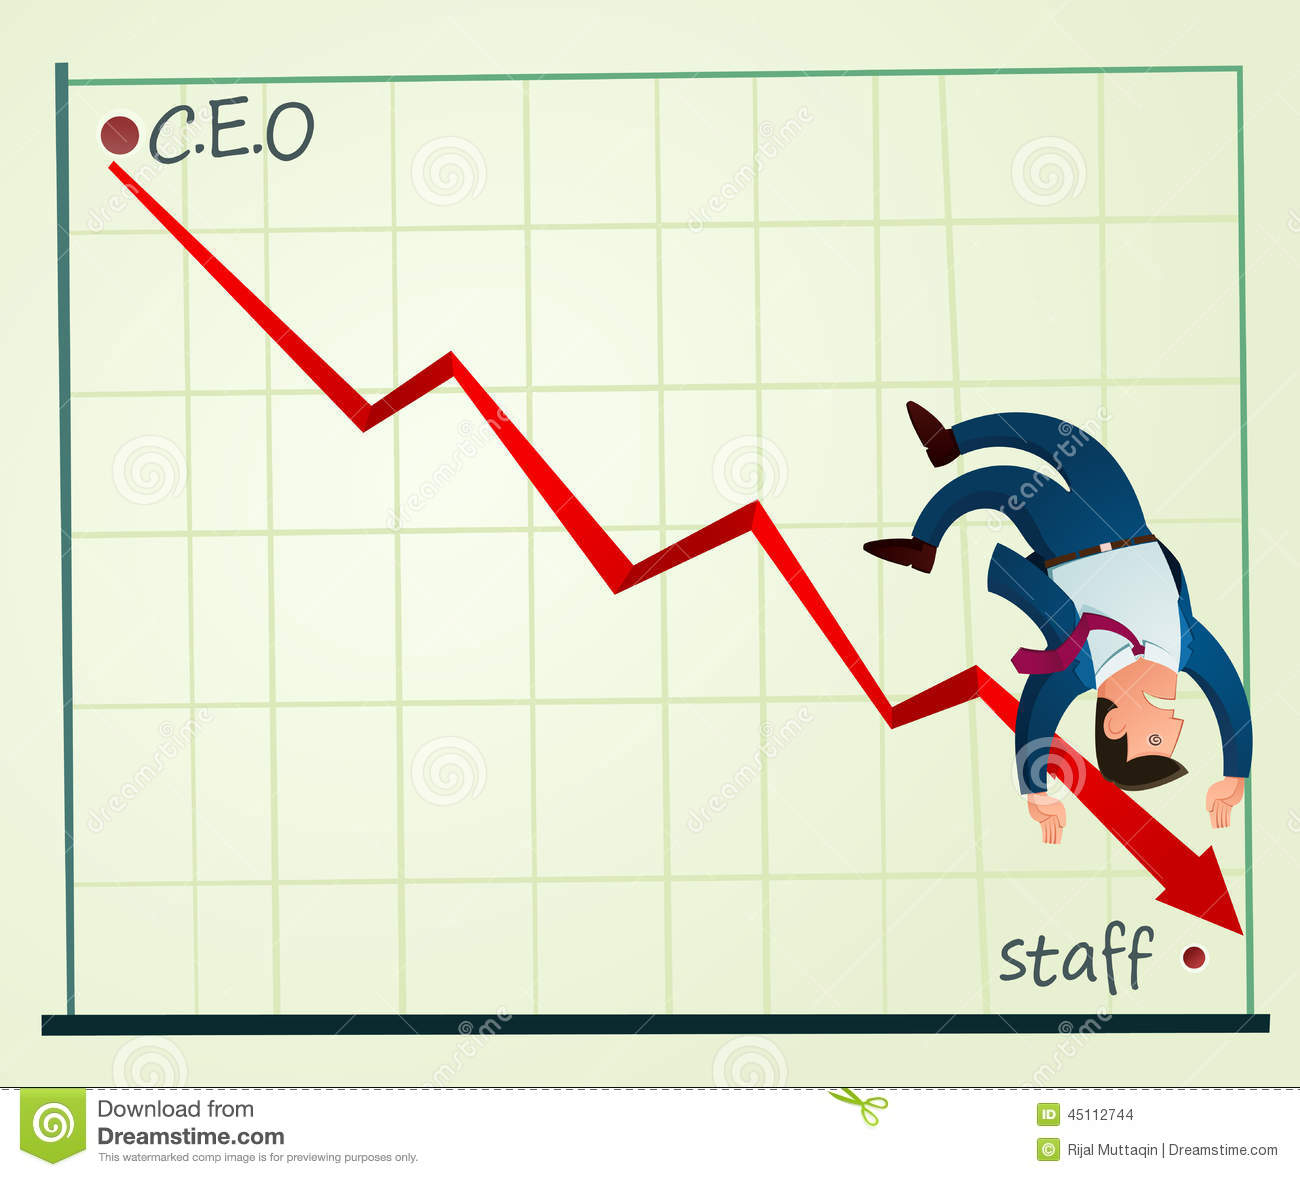 C.E.O
staff
Download from
Dreamstime.com
This watermarked comp image is for previewing purposes only.
ID 45112744
© Rijal Muttaqin | Dreamstime.com